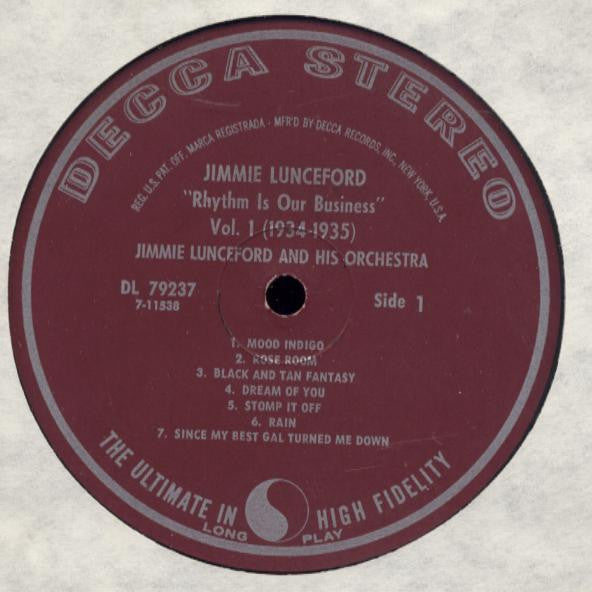 DECCA STEREO
REG. U.S. PAT. OFF. MARCA REGISTRADA - MFR'D BY DECCA RECORDS, INC., NEW YORK, U.S.A.
JIMMIE LUNCEFORD
"Rhythm Is Our Business"
Vol. 1 (1934-1935)
JIMMIE LUNCEFORD AND HIS ORCHESTRA
DL 79237
7-11538
Side 1
1. MOOD INDIGO
2. ROSE ROOM
3. BLACK AND TAN FANTASY
4. DREAM OF YOU
5. STOMP IT OFF
6. RAIN
7. SINCE MY BEST GAL TURNED ME DOWN
THE ULTIMATE IN HIGH FIDELITY
LONG PLAY